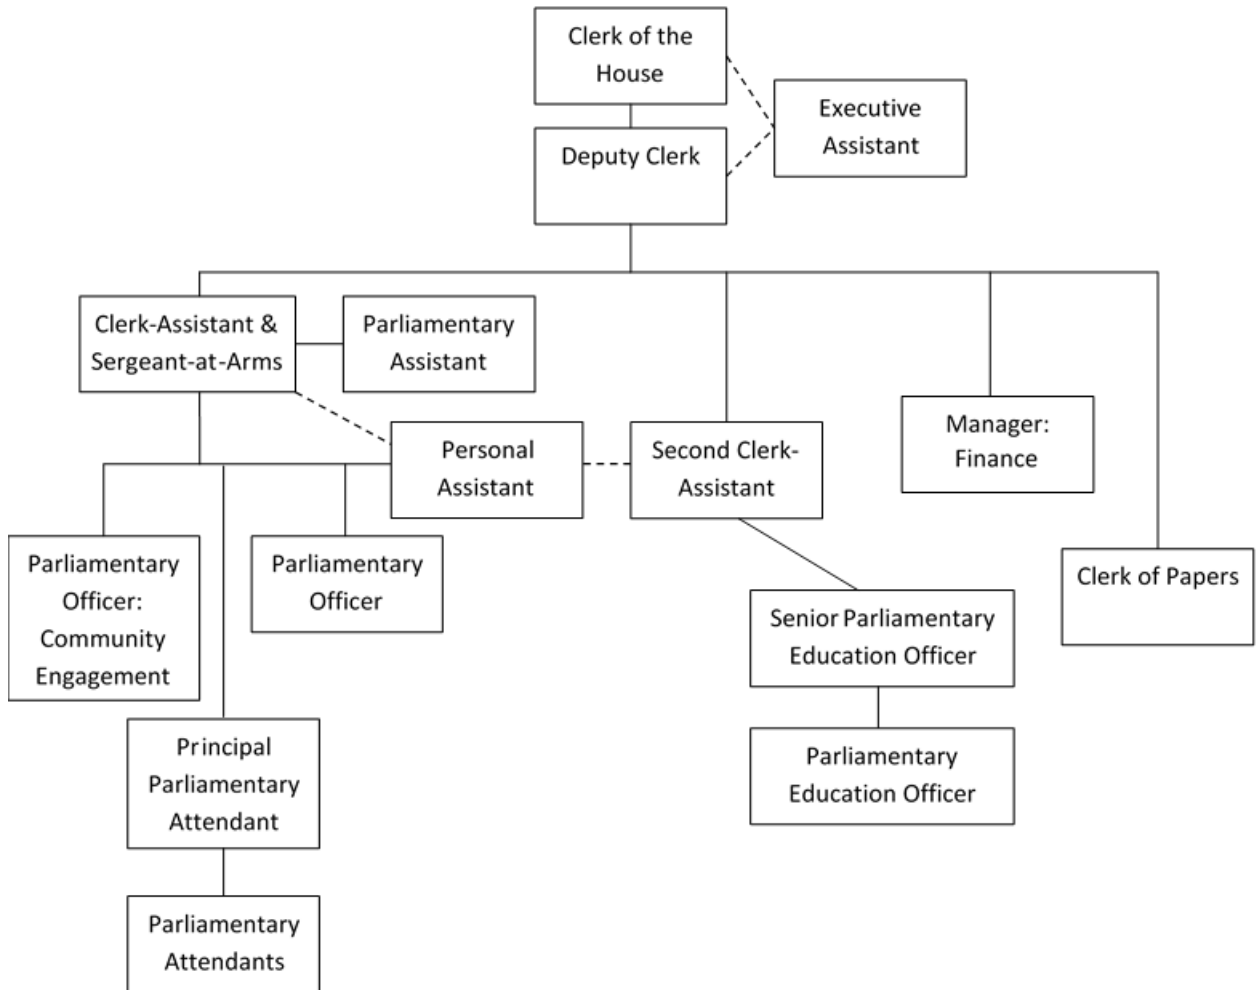 Clerk of the
House
Executive
Assistant
Deputy Clerk
Clerk-Assistant &
Sergeant-at-Arms
Parliamentary
Assistant
Personal
Assistant
Second Clerk-
Assistant
Manager:
Finance
Parliamentary
Officer:
Community
Engagement
Parliamentary
Officer
Clerk of Papers
Senior Parliamentary
Education Officer
Principal
Parliamentary
Attendant
Parliamentary
Education Officer
Parliamentary
Attendants